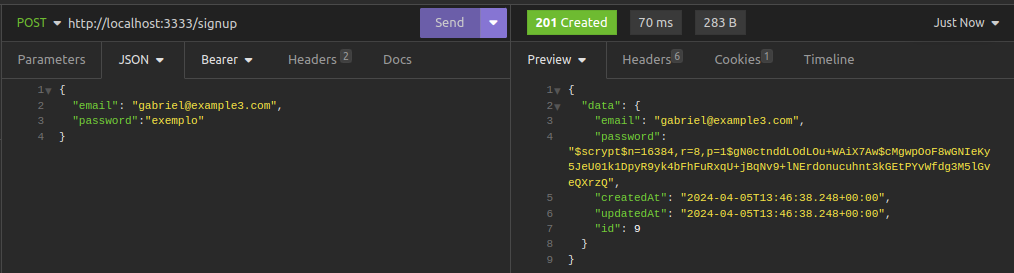 POST http://localhost:3333/signup Send
Parameters JSON Bearer Headers 2 Docs
1 {
2 "email": "gabriel@example3.com",
3 "password":"exemplo"
4 }
201 Created 70 ms 283 B Just Now
Preview Headers 6 Cookies 1 Timeline
1 {
2 "data": {
3 "email": "gabriel@example3.com",
4 "password":
"$scrypt$n=16384,r=8,p=1$gN0ctnddLOdLOu+WAiX7Aw$cMgwpOoF8wGNIeKy
5JeU01k1DpyR9yk4bFhFuRxqU+jBqNv9+lNErdonucuhnt3kGEtPYvWfdg3M5lGv
eQXrzQ",
5 "createdAt": "2024-04-05T13:46:38.248+00:00",
6 "updatedAt": "2024-04-05T13:46:38.248+00:00",
7 "id": 9
8 }
9 }